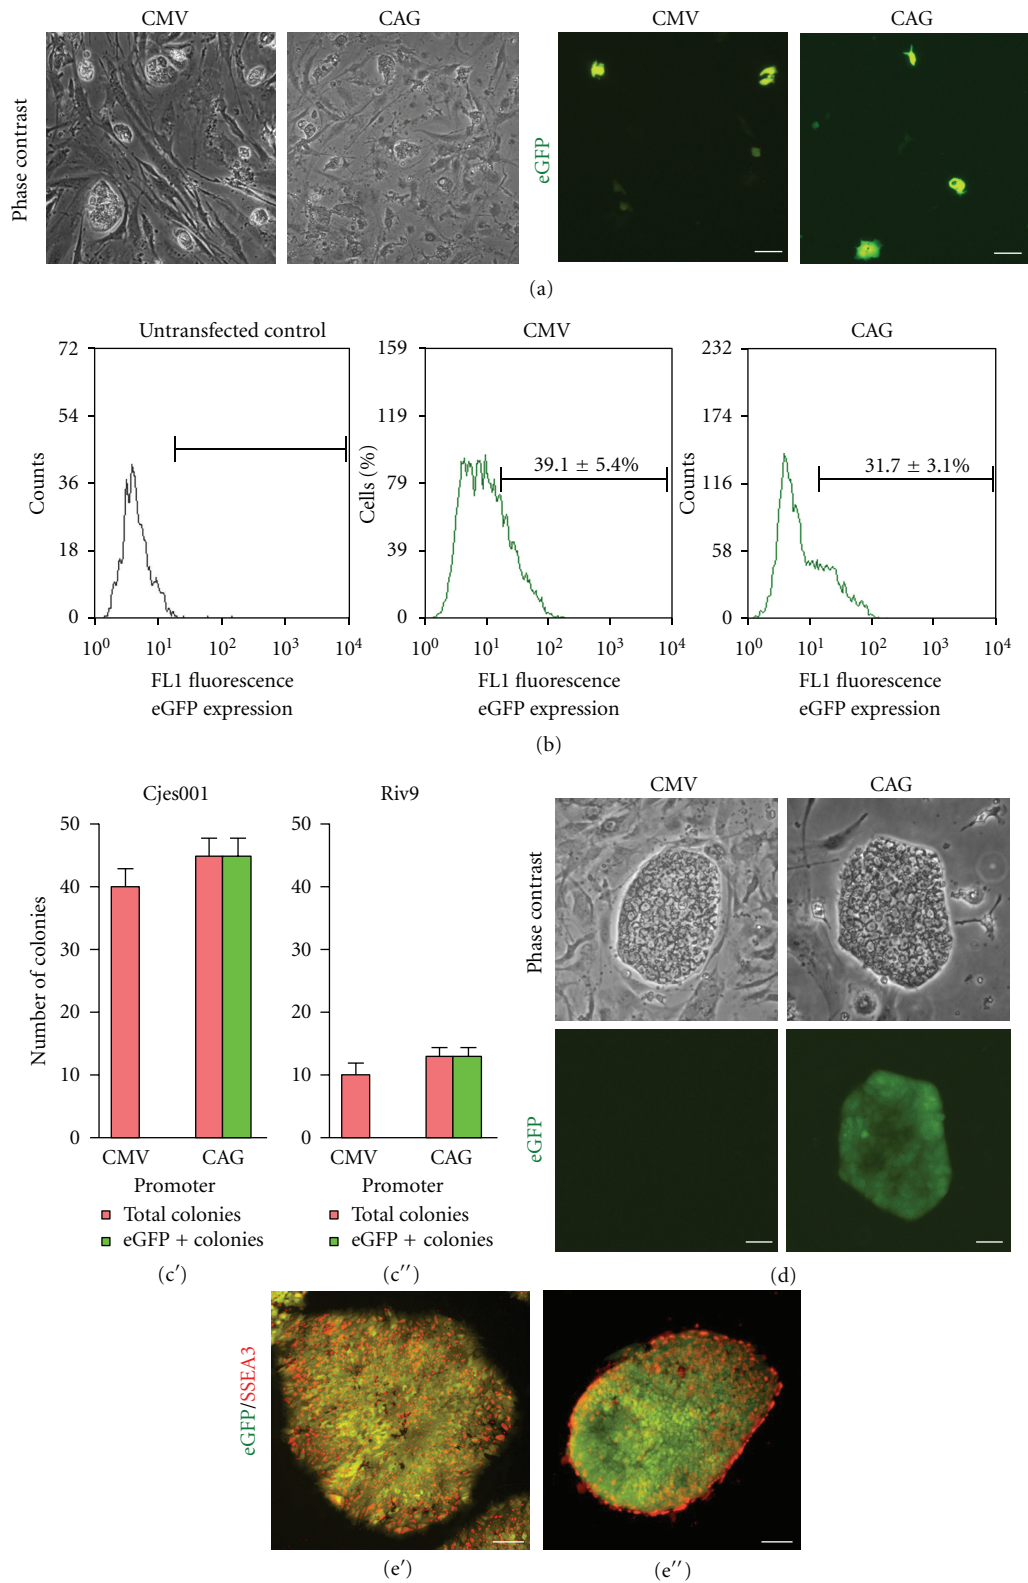 CMV CAG CMV CAG
Phase contrast
eGFP
(a)
Untransfected control CMV CAG
72 159 232
54 119 174
39.1 ± 5.4% 31.7 ± 3.1%
36 79 116
18 39 58
0 0 0
Counts Cells (%) Counts
10⁰ 10¹ 10² 10³ 10⁴ 10⁰ 10¹ 10² 10³ 10⁴ 10⁰ 10¹ 10² 10³ 10⁴
FL1 fluorescence FL1 fluorescence FL1 fluorescence
eGFP expression eGFP expression eGFP expression
(b)
Cjes001 Riv9
50 50
40 40
30 30
20 20
10 10
0 0
Number of colonies
CMV CAG CMV CAG
Promoter Promoter
Total colonies Total colonies
eGFP + colonies eGFP + colonies
(c′) (c′′)
CMV CAG
Phase contrast
eGFP
(d)
eGFP/SSEA3
(e′) (e′′)